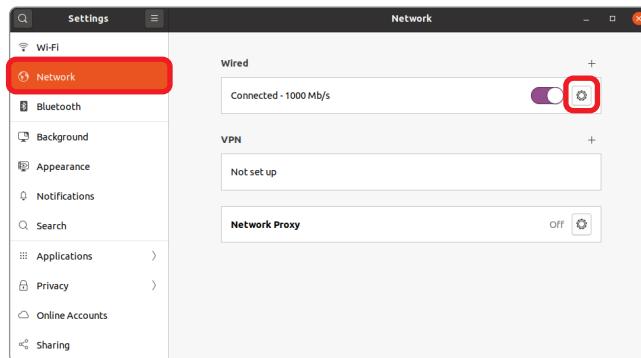 Settings
Network
Wi-Fi
Network
Bluetooth
Background
Appearance
Notifications
Search
Applications
Privacy
Online Accounts
Sharing
Wired
Connected - 1000 Mb/s
VPN
Not set up
Network Proxy
Off